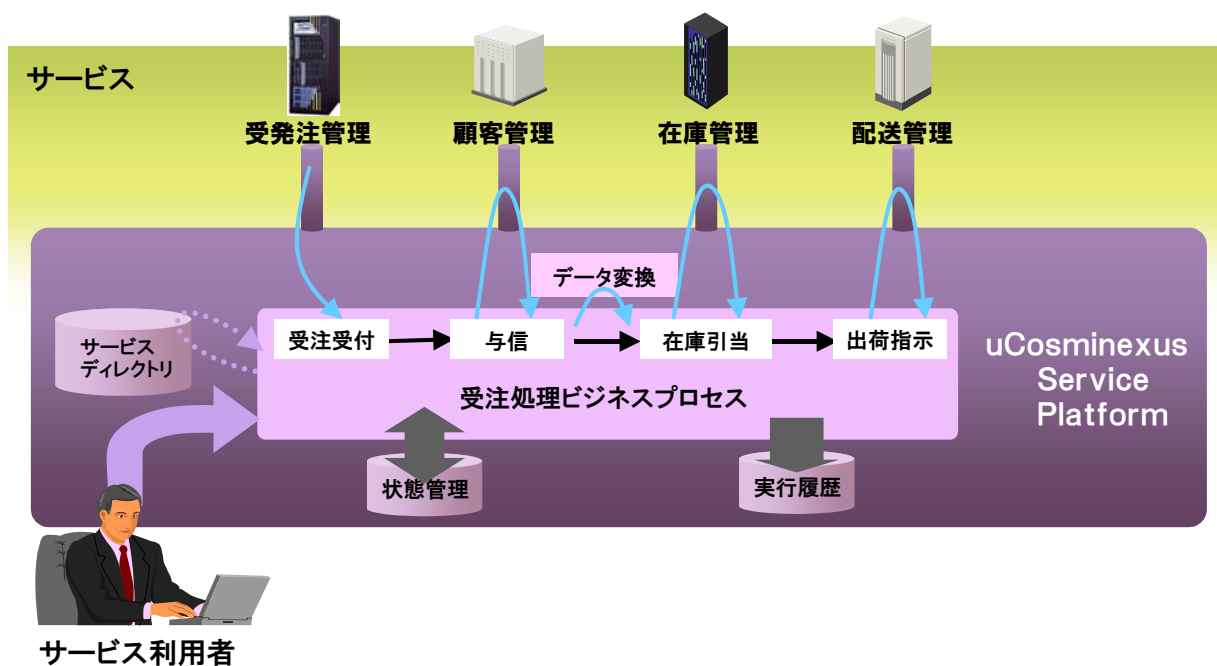 サービス
受発注管理
顧客管理
在庫管理
配送管理
データ変換
サービス
ディレクトリ
受注受付
与信
在庫引当
出荷指示
受注処理ビジネスプロセス
uCosminexus
Service
Platform
状態管理
実行履歴
サービス利用者